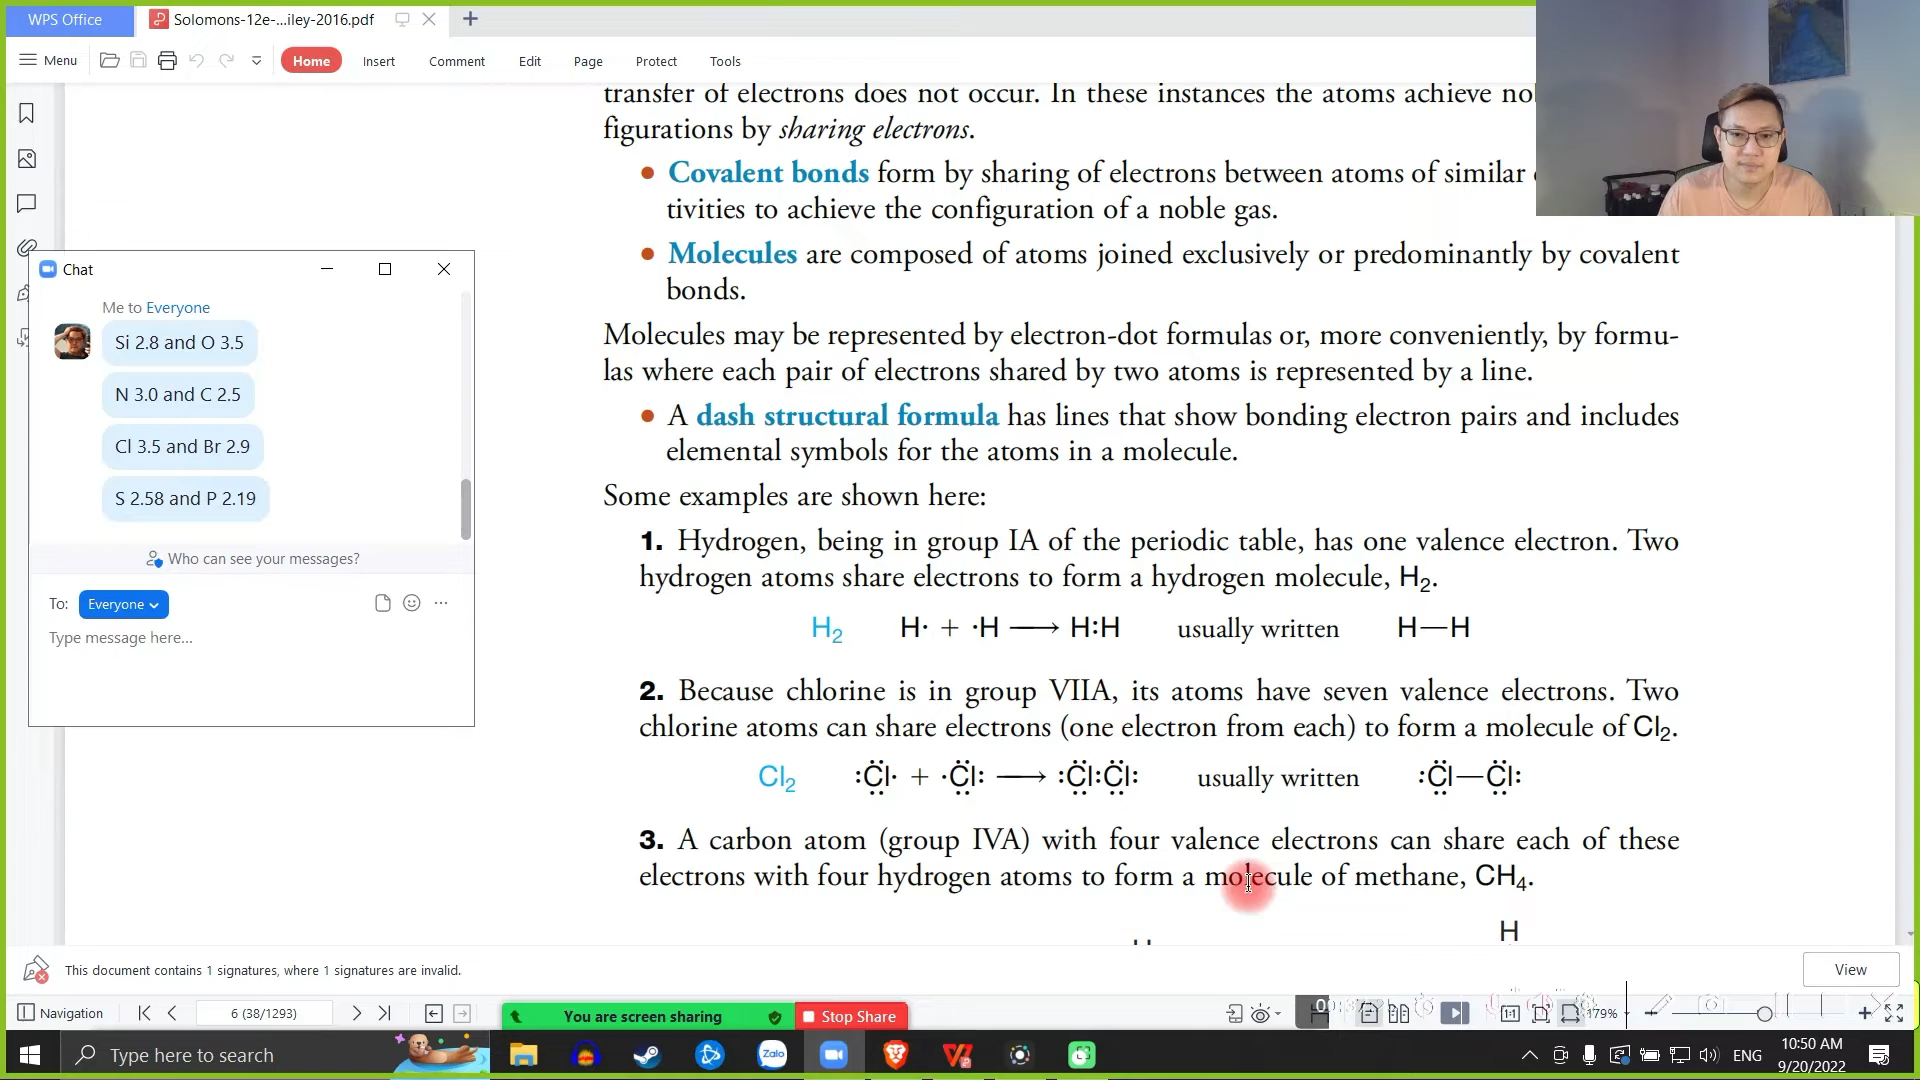 WPS Office
Solomons-12e-...iley-2016.pdf
Menu
Home
Insert
Comment
Edit
Page
Protect
Tools
transfer of electrons does not occur. In these instances the atoms achieve
figurations by sharing electrons.
• Covalent bonds form by sharing of electrons between atoms of similar
tivities to achieve the configuration of a noble gas.
• Molecules are composed of atoms joined exclusively or predominantly by covalent
bonds.
Molecules may be represented by electron-dot formulas or, more conveniently, by formu-
las where each pair of electrons shared by two atoms is represented by a line.
• A dash structural formula has lines that show bonding electron pairs and includes
elemental symbols for the atoms in a molecule.
Some examples are shown here:
1. Hydrogen, being in group IA of the periodic table, has one valence electron. Two
hydrogen atoms share electrons to form a hydrogen molecule, H₂.
H₂ H· + ·H ⟶ H:H usually written H—H
2. Because chlorine is in group VIIA, its atoms have seven valence electrons. Two
chlorine atoms can share electrons (one electron from each) to form a molecule of Cl₂.
Cl₂ :C̤̈l· + ·C̤̈l: ⟶ :C̤̈l:C̤̈l: usually written :C̤̈l—C̤̈l:
3. A carbon atom (group IVA) with four valence electrons can share each of these
electrons with four hydrogen atoms to form a molecule of methane, CH₄.
H
Chat
Me to Everyone
Si 2.8 and O 3.5
N 3.0 and C 2.5
Cl 3.5 and Br 2.9
S 2.58 and P 2.19
Who can see your messages?
To: Everyone
Type message here...
This document contains 1 signatures, where 1 signatures are invalid.
View
Navigation
6 (38/1293)
You are screen sharing
Stop Share
1:1
179%
Type here to search
Zalo
ENG
10:50 AM
9/20/2022